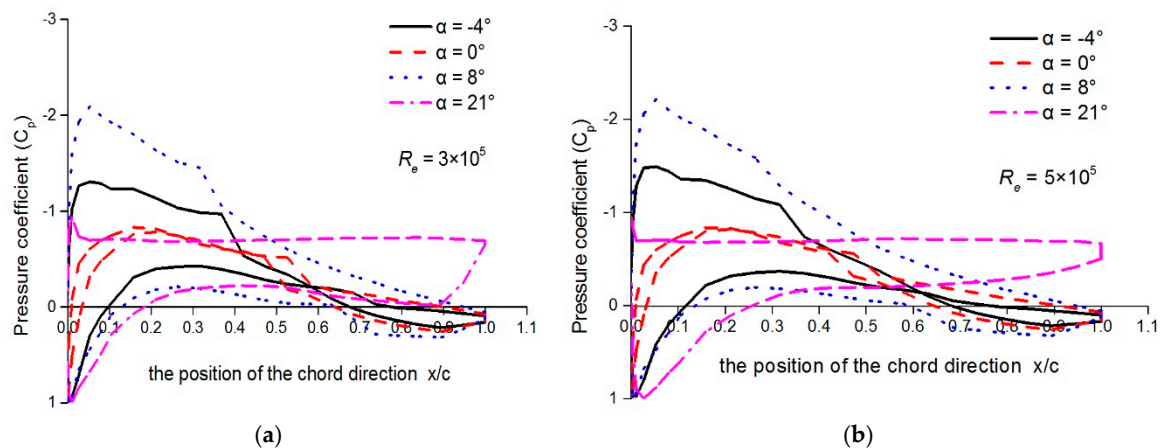 (a)
-3
-2
-1
0
1
Pressure coefficient (Cₚ)
α = -4°
α = 0°
α = 8°
α = 21°
Rₑ = 3×10⁵
0.0 0.1 0.2 0.3 0.4 0.5 0.6 0.7 0.8 0.9 1.0 1.1
the position of the chord direction x/c
(a)
(b)
-3
-2
-1
0
1
Pressure coefficient (Cₚ)
α = -4°
α = 0°
α = 8°
α = 21°
Rₑ = 5×10⁵
0.0 0.1 0.2 0.3 0.4 0.5 0.6 0.7 0.8 0.9 1.0 1.1
the position of the chord direction x/c
(b)